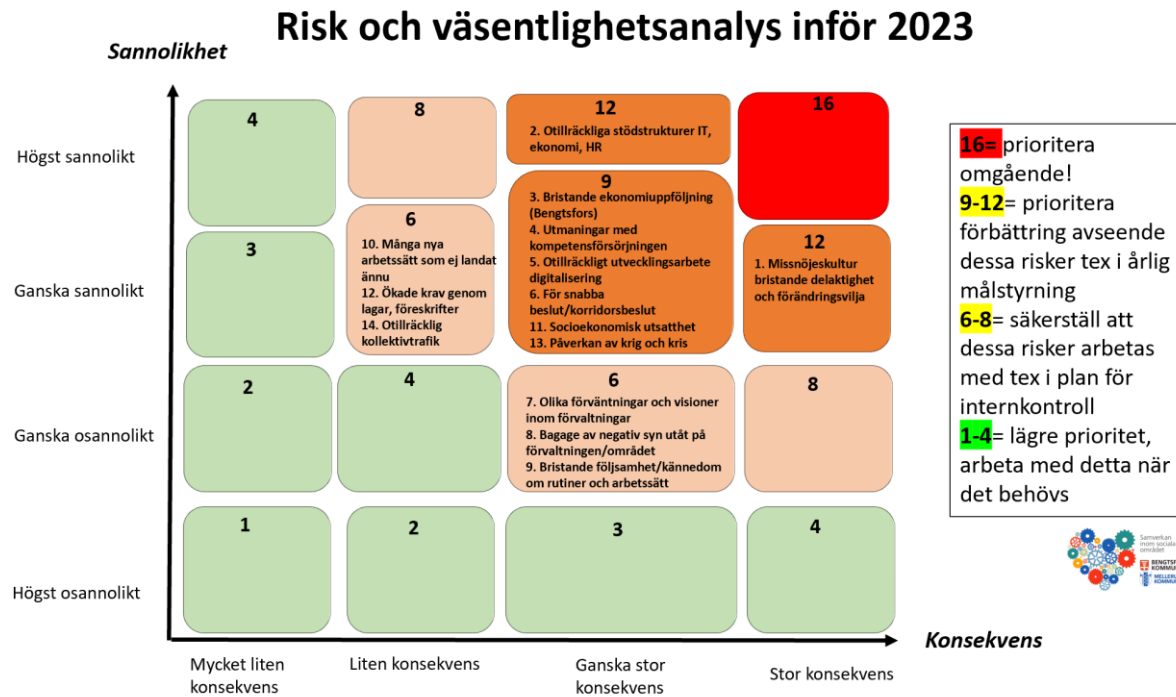 Risk och väsentlighetsanalys inför 2023
Sannolikhet
Högst sannolikt
Ganska sannolikt
Ganska osannolikt
Högst osannolikt
4
8
12
2. Otillräckliga stödstrukturer IT,
ekonomi, HR
16
3
6
10. Många nya
arbetssätt som ej landat
ännu
12. Ökade krav genom
lagar, föreskrifter
14. Otillräcklig
kollektivtrafik
9
3. Bristande ekonomiuppföljning
(Bengtsfors)
4. Utmaningar med
kompetensförsörjningen
5. Otillräckligt utvecklingsarbete
digitalisering
6. För snabba
beslut/korridorsbeslut
11. Socioekonomisk utsatthet
13. Påverkan av krig och kris
12
1. Missnöjeskultur
bristande delaktighet
och förändringsvilja
2
4
6
7. Olika förväntningar och visioner
inom förvaltningar
8. Bagage av negativ syn utåt på
förvaltningen/området
9. Bristande följsamhet/kännedom
om rutiner och arbetssätt
8
1
2
3
4
Konsekvens
Mycket liten
konsekvens
Liten konsekvens
Ganska stor
konsekvens
Stor konsekvens
16= prioritera
omgående!
9-12= prioritera
förbättring avseende
dessa risker tex i årlig
målstyrning
6-8= säkerställ att
dessa risker arbetas
med tex i plan för
internkontroll
1-4= lägre prioritet,
arbeta med detta när
det behövs
Samverkan
inom sociala
området